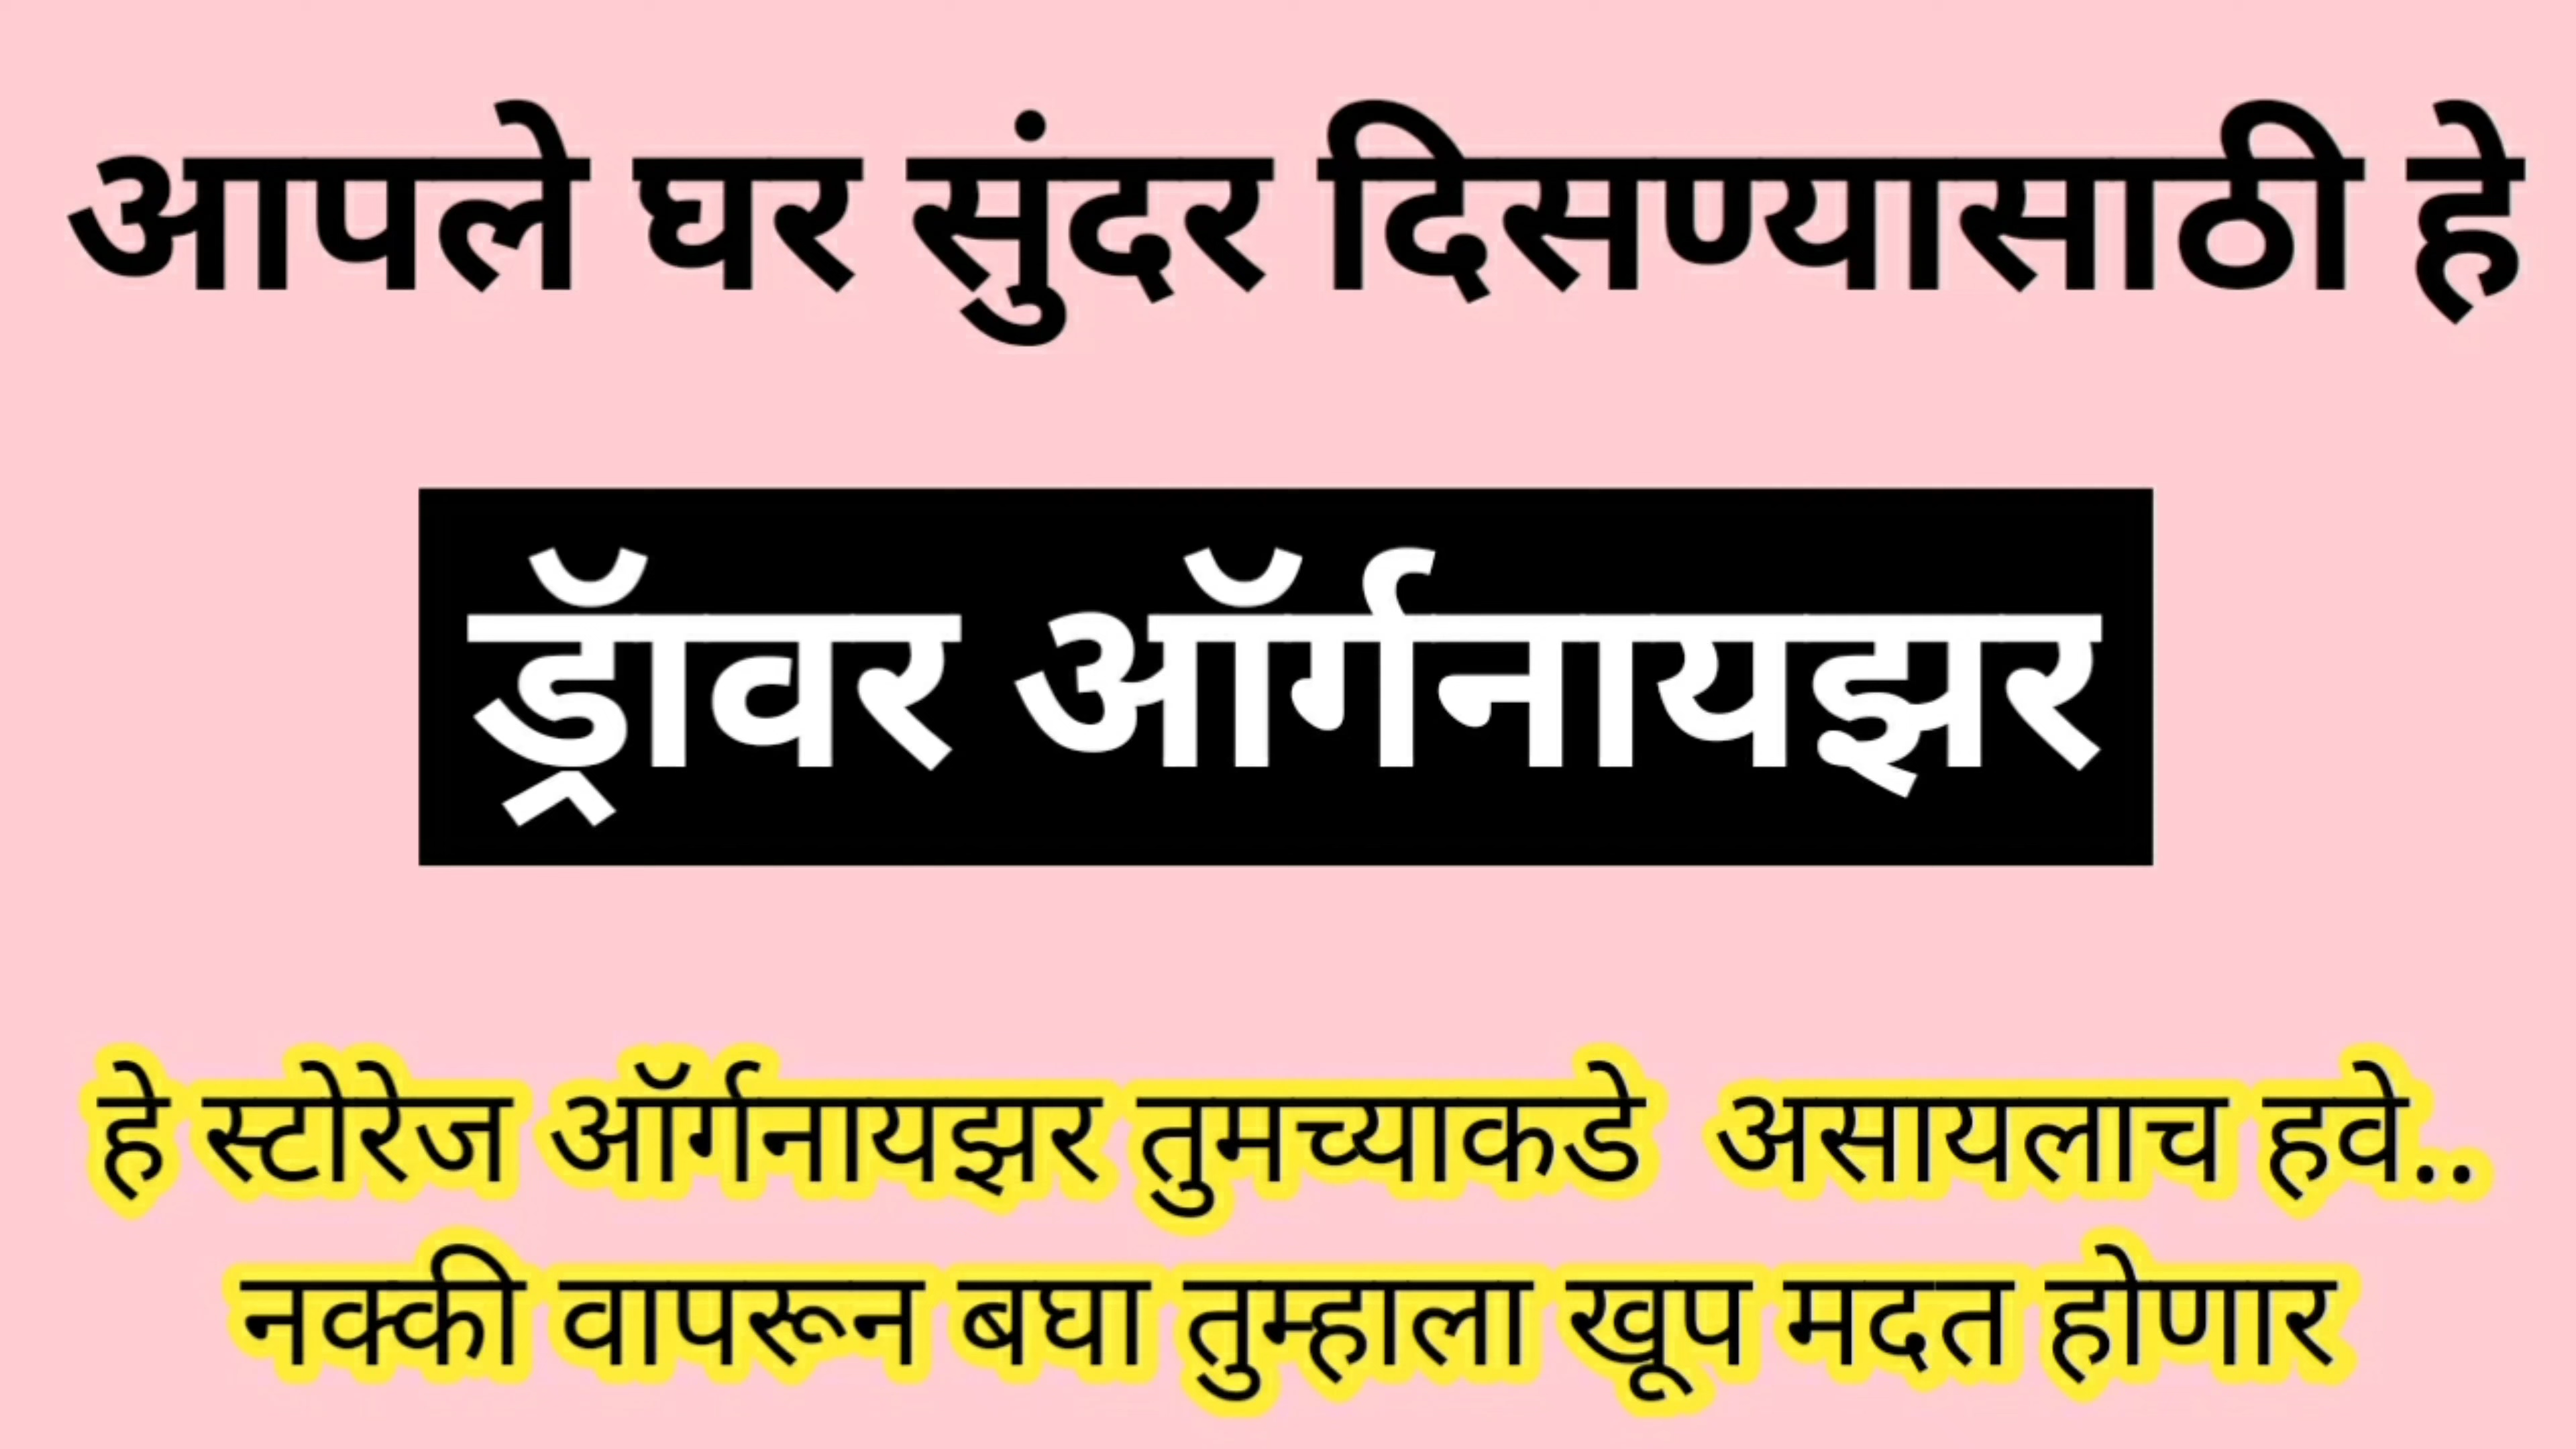 आपले घर सुंदर दिसण्यासाठी हे
ड्रॉवर ऑर्गनायझर
हे स्टोरेज ऑर्गनायझर तुमच्याकडे असायलाच हवे..
नक्की वापरून बघा तुम्हाला खूप मदत होणार